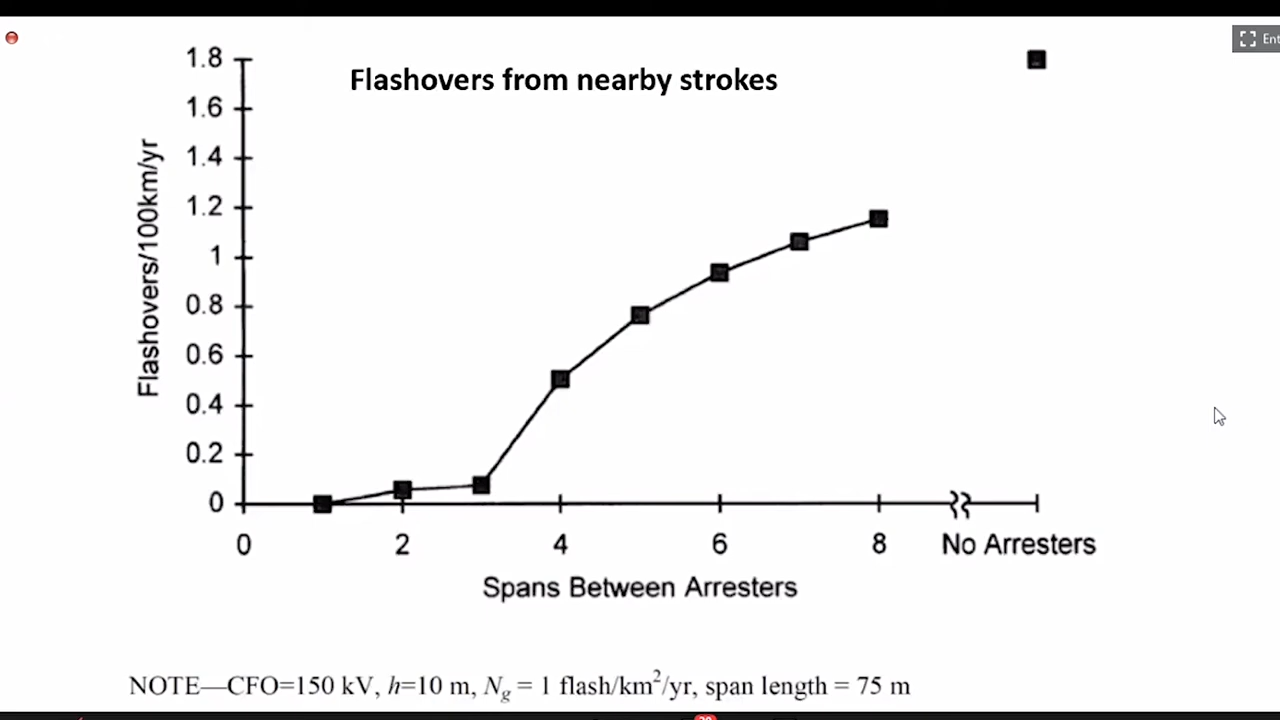 Ent
Flashovers from nearby strokes
Flashovers/100km/yr
1.8
1.6
1.4
1.2
1
0.8
0.6
0.4
0.2
0
0 2 4 6 8 No Arresters
Spans Between Arresters
NOTE—CFO=150 kV, h=10 m, Ng = 1 flash/km²/yr, span length = 75 m